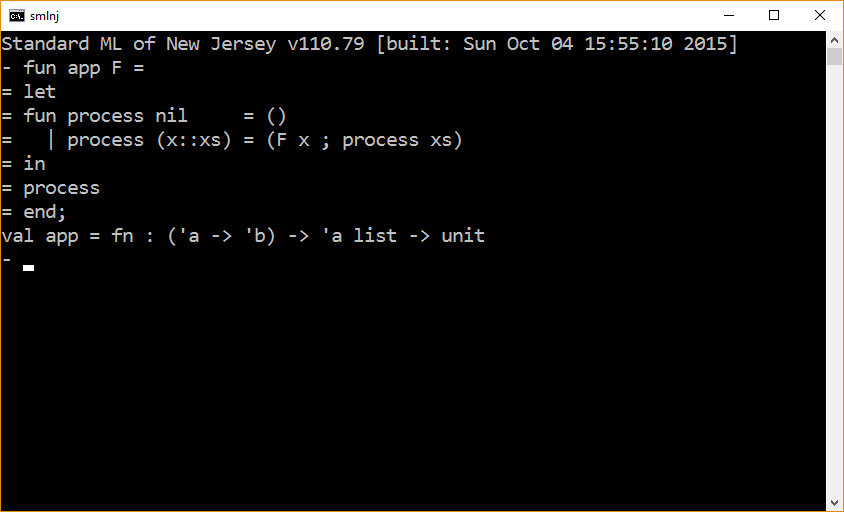 C:\.
smlnj
Standard ML of New Jersey v110.79 [built: Sun Oct 04 15:55:10 2015]
- fun app F =
= let
= fun process nil     = ()
=   | process (x::xs) = (F x ; process xs)
= in
= process
= end;
val app = fn : ('a -> 'b) -> 'a list -> unit
-